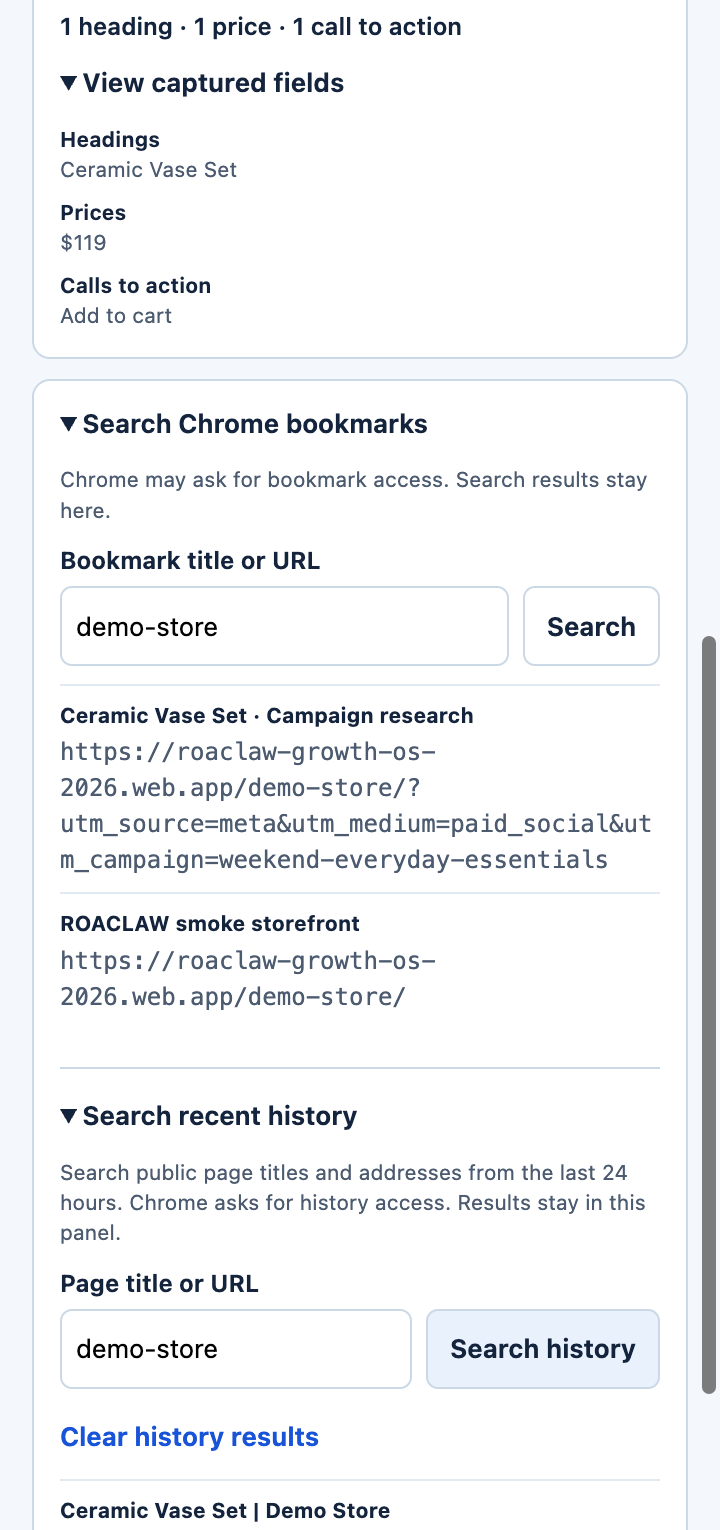 1 heading · 1 price · 1 call to action
▼ View captured fields
Headings
Ceramic Vase Set
Prices
$119
Calls to action
Add to cart
▼ Search Chrome bookmarks
Chrome may ask for bookmark access. Search results stay
here.
Bookmark title or URL
demo-store
Search
Ceramic Vase Set · Campaign research
https://roaclaw-growth-os-
2026.web.app/demo-store/?
utm_source=meta&utm_medium=paid_social&ut
m_campaign=weekend-everyday-essentials
ROACLAW smoke storefront
https://roaclaw-growth-os-
2026.web.app/demo-store/
▼ Search recent history
Search public page titles and addresses from the last 24
hours. Chrome asks for history access. Results stay in this
panel.
Page title or URL
demo-store
Search history
Clear history results
Ceramic Vase Set | Demo Store